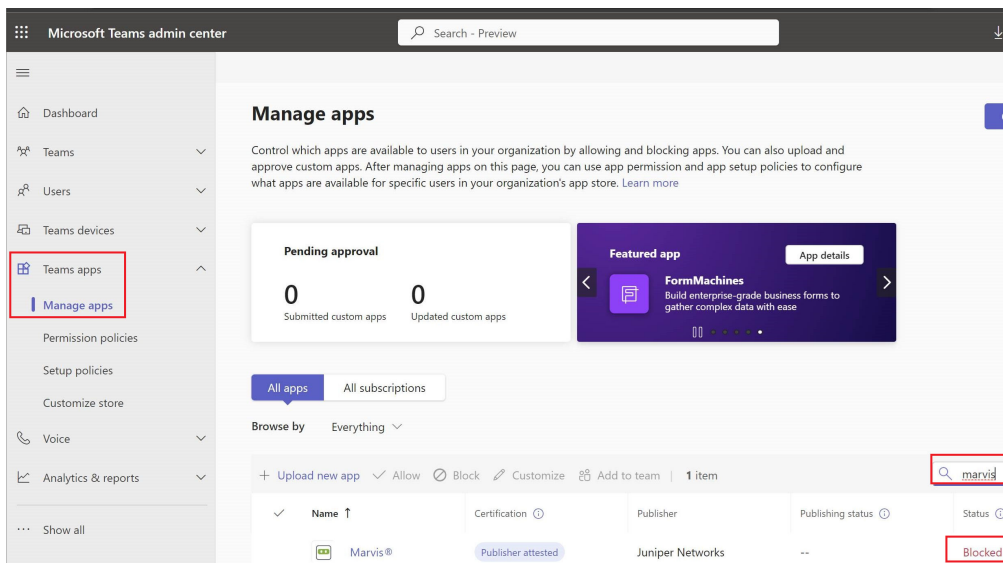 Microsoft Teams admin center
Search - Preview
Dashboard
Teams
Users
Teams devices
Teams apps
Manage apps
Permission policies
Setup policies
Customize store
Voice
Analytics & reports
Show all
Manage apps
Control which apps are available to users in your organization by allowing and blocking apps. You can also upload and
approve custom apps. After managing apps on this page, you can use app permission and app setup policies to configure
what apps are available for specific users in your organization's app store. Learn more
Pending approval
0
Submitted custom apps
0
Updated custom apps
Featured app
App details
FormMachines
Build enterprise-grade business forms to
gather complex data with ease
All apps
All subscriptions
Browse by Everything
+ Upload new app Allow Block Customize Add to team | 1 item
marvis
Name ↑ Certification Publisher Publishing status Status
Marvis® Publisher attested Juniper Networks -- Blocked